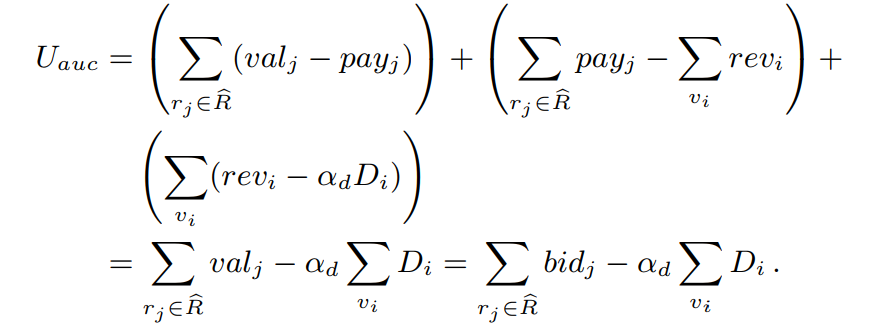 $U_{auc} = \left( \sum_{r_j \in \widehat{R}} (val_j - pay_j) \right) + \left( \sum_{r_j \in \widehat{R}} pay_j - \sum_{v_i} rev_i \right) +$
$\left( \sum_{v_i} (rev_i - \alpha_d D_i) \right)$
$= \sum_{r_j \in \widehat{R}} val_j - \alpha_d \sum_{v_i} D_i = \sum_{r_j \in \widehat{R}} bid_j - \alpha_d \sum_{v_i} D_i \, .$